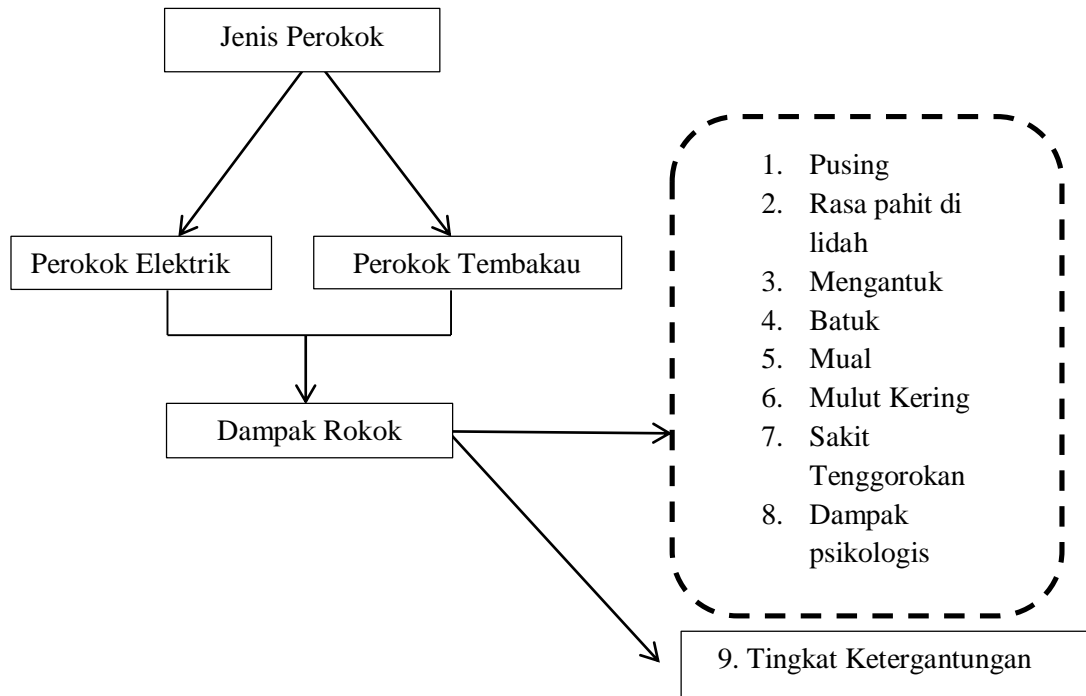 Jenis Perokok
Perokok Elektrik
Perokok Tembakau
Dampak Rokok
1. Pusing
2. Rasa pahit di
lidah
3. Mengantuk
4. Batuk
5. Mual
6. Mulut Kering
7. Sakit
Tenggorokan
8. Dampak
psikologis
9. Tingkat Ketergantungan